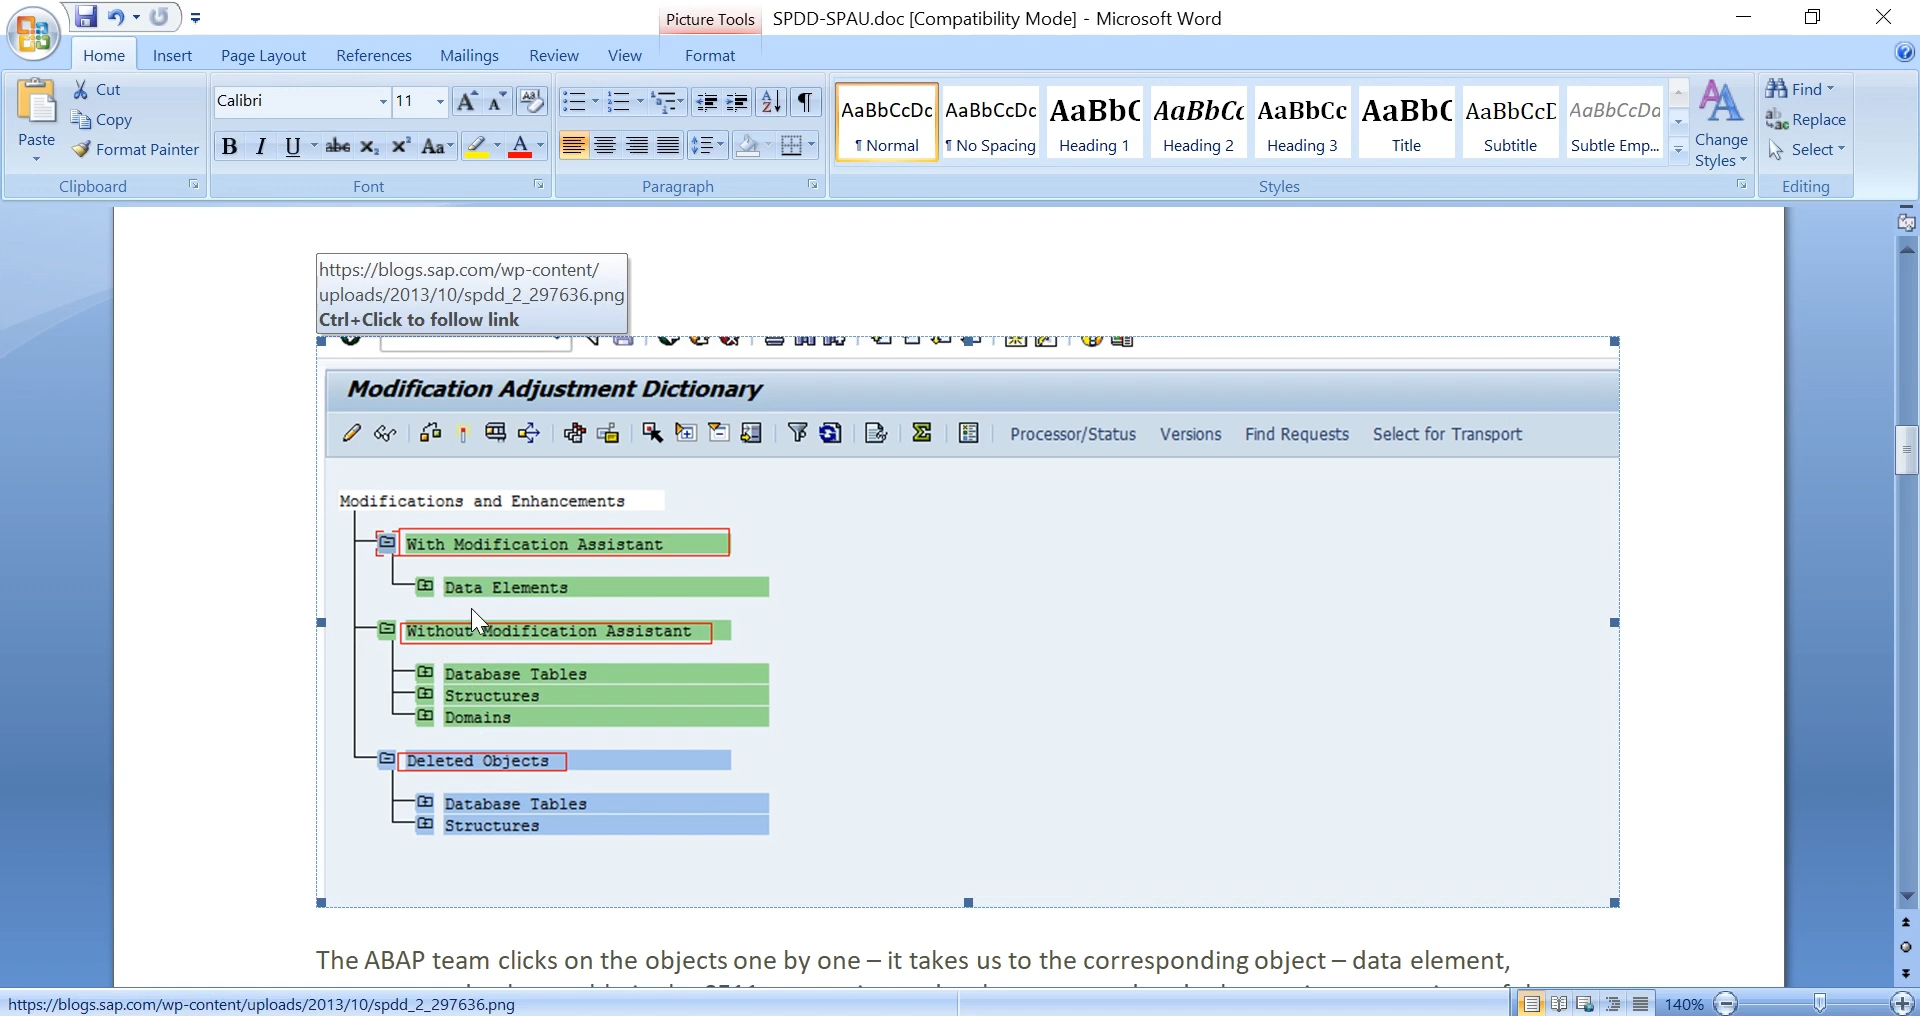 Picture Tools
SPDD-SPAU.doc [Compatibility Mode] - Microsoft Word
Home Insert Page Layout References Mailings Review View Format
Paste
Cut
Copy
Format Painter
Clipboard
Calibri 11
B I U abe X₂ X² Aa A
Font
Paragraph
AaBbCcDc AaBbCcDc AaBbC AaBbCc AaBbCc AaBbC AaBbCcD AaBbCcDc
¶ Normal ¶ No Spacing Heading 1 Heading 2 Heading 3 Title Subtitle Subtle Emp...
Change
Styles
Styles
Find
Replace
Select
Editing
https://blogs.sap.com/wp-content/
uploads/2013/10/spdd_2_297636.png
Ctrl+Click to follow link
Modification Adjustment Dictionary
Processor/Status Versions Find Requests Select for Transport
Modifications and Enhancements
With Modification Assistant
Data Elements
Without Modification Assistant
Database Tables
Structures
Domains
Deleted Objects
Database Tables
Structures
The ABAP team clicks on the objects one by one – it takes us to the corresponding object – data element,
https://blogs.sap.com/wp-content/uploads/2013/10/spdd_2_297636.png
140%